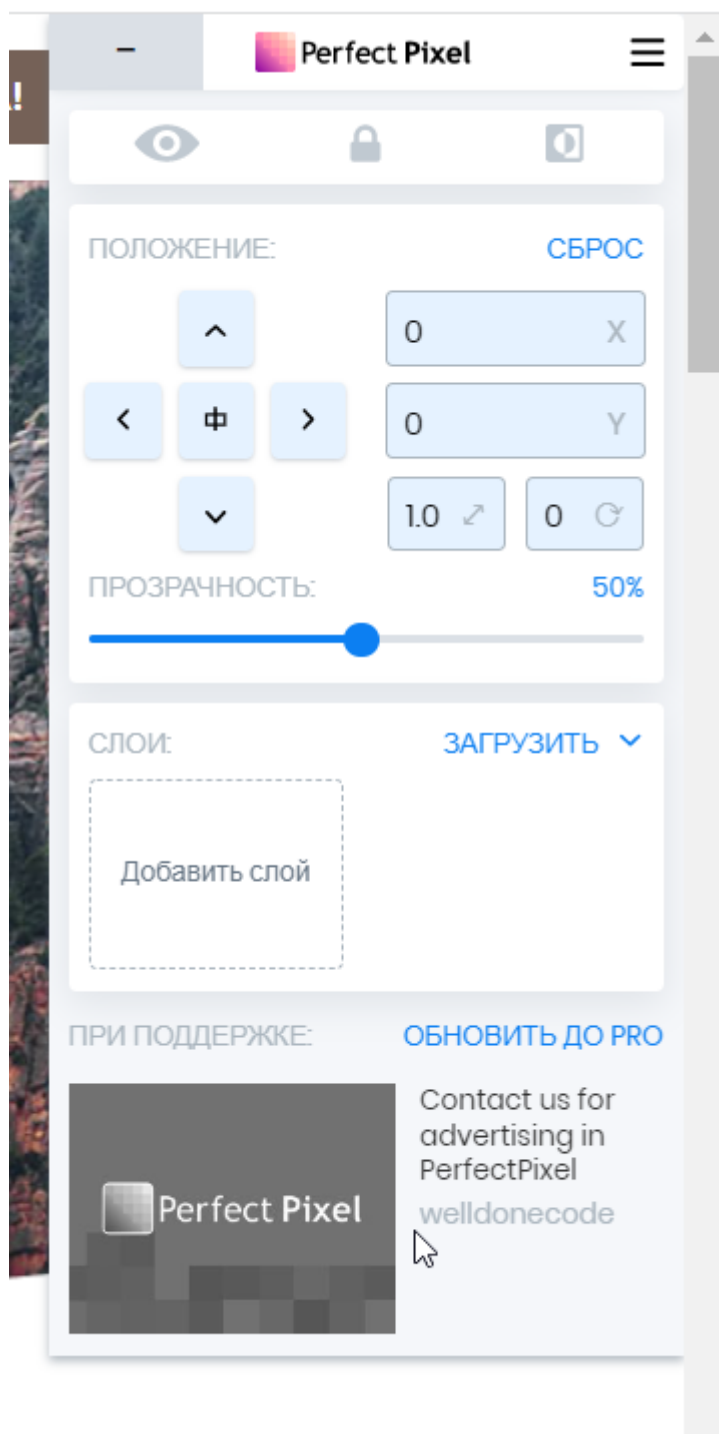 Perfect Pixel
!
ПОЛОЖЕНИЕ: СБРОС
0 X
0 Y
1.0 0
ПРОЗРАЧНОСТЬ: 50%
СЛОИ: ЗАГРУЗИТЬ
Добавить слой
ПРИ ПОДДЕРЖКЕ: ОБНОВИТЬ ДО PRO
Perfect Pixel
Contact us for
advertising in
PerfectPixel
welldonecode